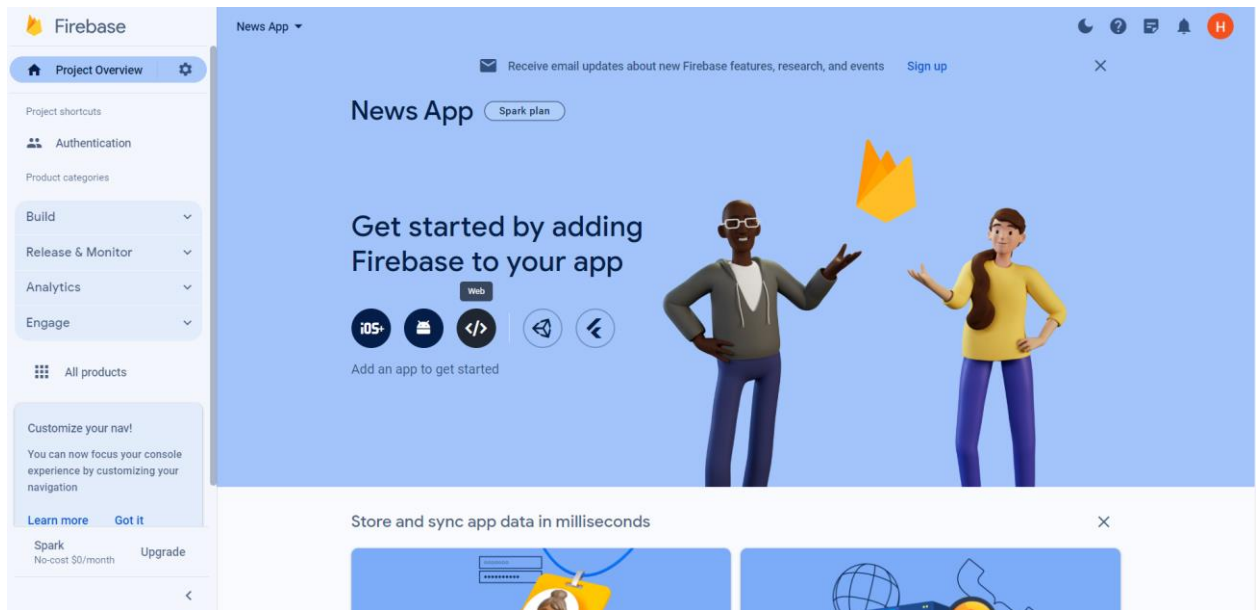 Firebase
Project Overview
Project shortcuts
Authentication
Product categories
Build
Release & Monitor
Analytics
Engage
All products
Customize your nav!
You can now focus your console
experience by customizing your
navigation
Learn more Got it
Spark
No-cost $0/month
Upgrade
News App
H
Receive email updates about new Firebase features, research, and events Sign up
News App Spark plan
Get started by adding
Firebase to your app
Web
iOS+ </>
Add an app to get started
Store and sync app data in milliseconds